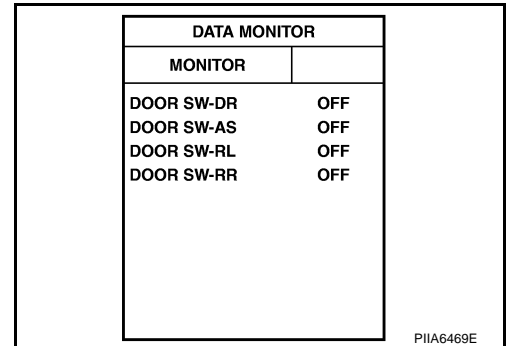 DATA MONITOR
MONITOR
DOOR SW-DR OFF
DOOR SW-AS OFF
DOOR SW-RL OFF
DOOR SW-RR OFF
PIIA6469E